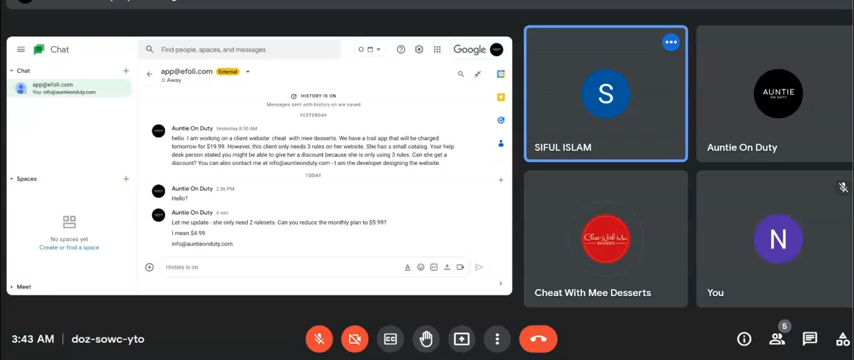 Chat
Find people, spaces, and messages
Google
Chat
app@efoli.com
You: info@auntieonduty.com
app@efoli.com External
Away
HISTORY IS ON
Messages sent with history on are saved
YESTERDAY
Auntie On Duty Yesterday 8:30 AM
hello. I am working on a client website: cheat with mee desserts. We have a trail app that will be charged
tomorrow for $19.99. However, this client only needs 3 rules on her website. She has a small catalog. Your help
desk person stated you might be able to give her a discount because she is only using 3 rules. Can she get a
discount? You can also contact me at info@auntieonduty.com - I am the developer designing the website.
TODAY
Auntie On Duty 2:56 PM
Hello?
Auntie On Duty 4 min
Let me update - she only need 2 rulesets. Can you reduce the monthly plan to $5.99?
I mean $4.99
info@auntieonduty.com
History is on
Spaces
No spaces yet
Create or find a space
Meet
S
SIFUL ISLAM
AUNTIE
ON DUTY
Auntie On Duty
Cheat With Me
DESSERTS
Cheat With Mee Desserts
N
You
3:43 AM | doz-sowc-yto
5